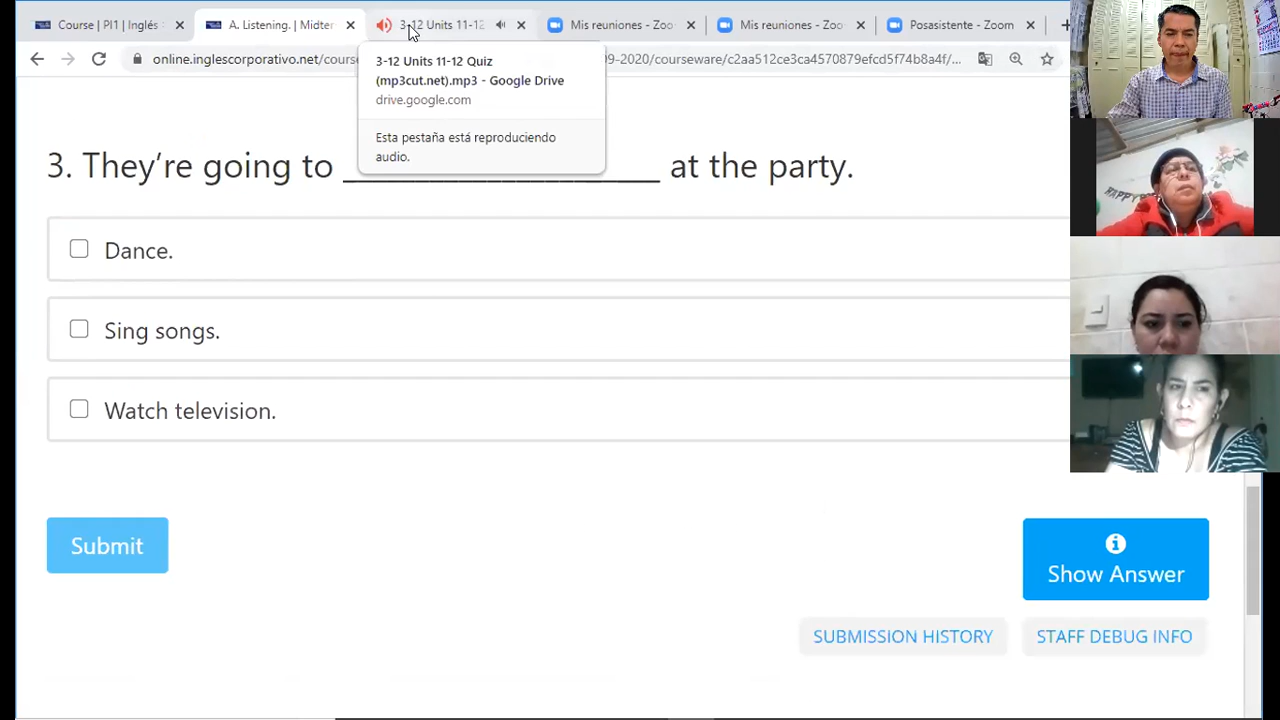 Course | PI1 | Inglés
A. Listening. | Midter
3-12 Units 11-12
Mis reuniones - Zoo
Mis reuniones - Zoo
Posasistente - Zoom
online.inglescorporativo.net/cours
09-2020/courseware/c2aa512ce3ca4570879efcd5f74b8a4f/...
3-12 Units 11-12 Quiz
(mp3cut.net).mp3 - Google Drive
drive.google.com
Esta pestaña está reproduciendo
audio.
3. They’re going to ____________________ at the party.
Dance.
Sing songs.
Watch television.
Submit
Show Answer
SUBMISSION HISTORY
STAFF DEBUG INFO